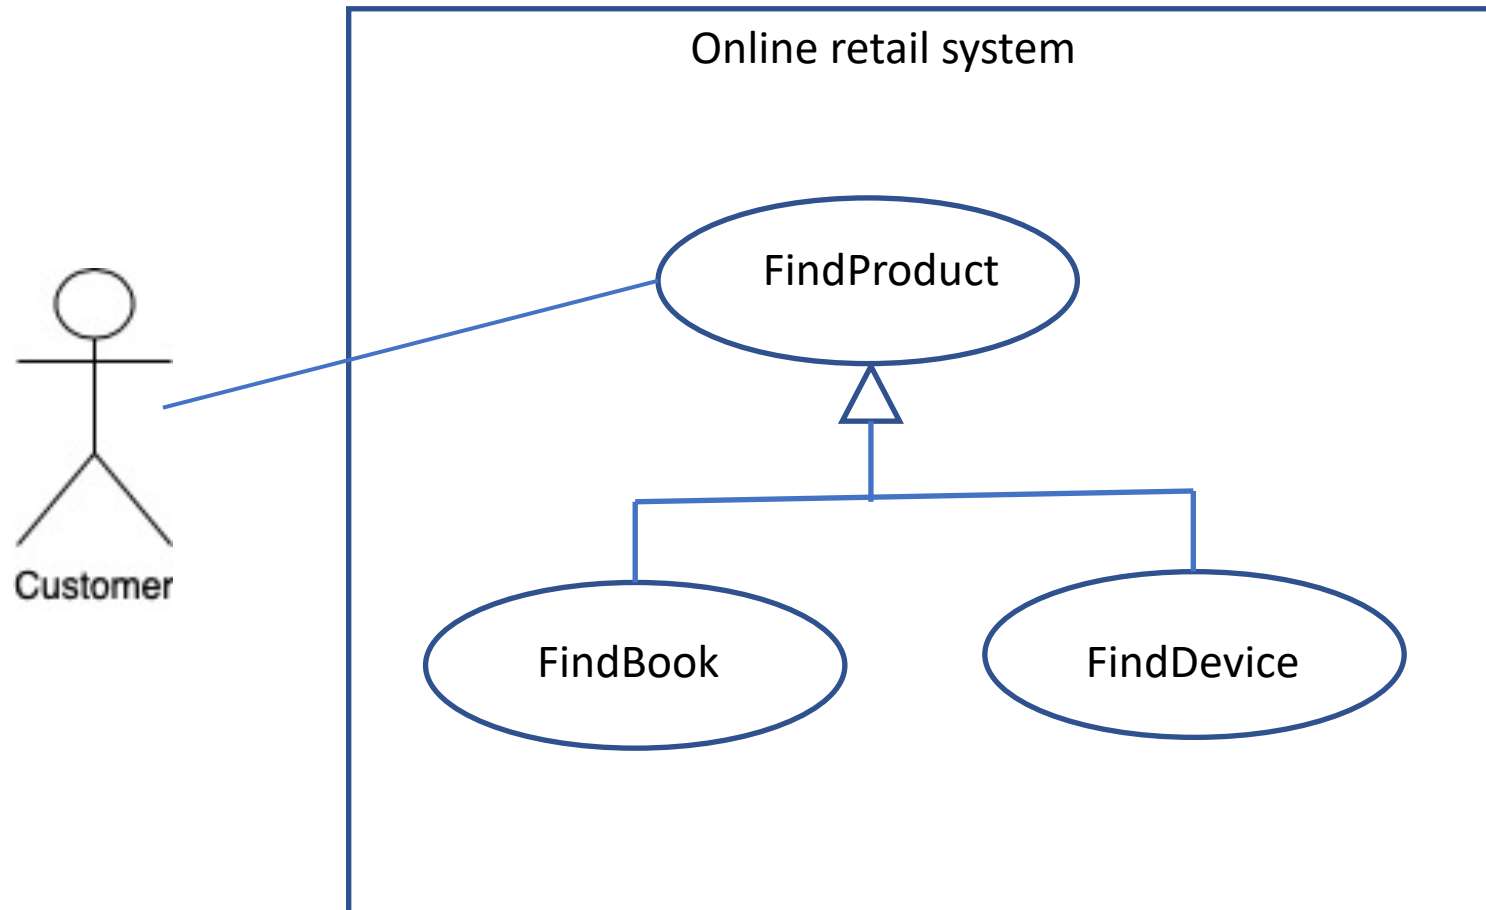 Online retail system
FindProduct
Customer
FindBook
FindDevice